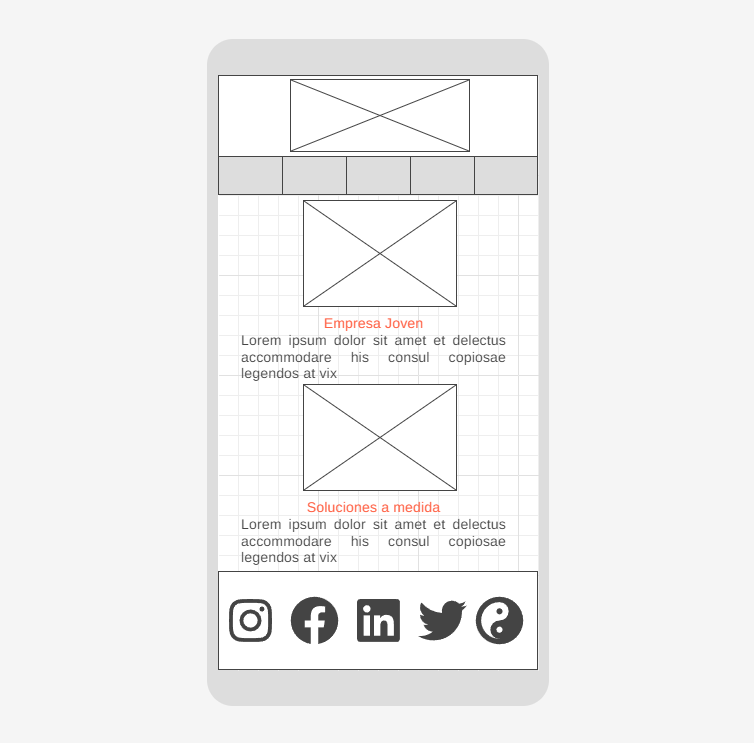 Empresa Joven
Lorem ipsum dolor sit amet et delectus
accommodare his consul copiosae
legendos at vix
Soluciones a medida
Lorem ipsum dolor sit amet et delectus
accommodare his consul copiosae
legendos at vix